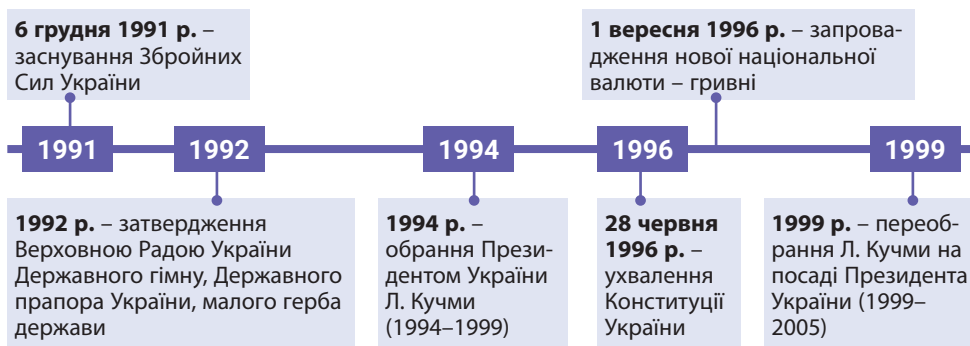 6 грудня 1991 р. –
заснування Збройних
Сил України
1 вересня 1996 р. – запрова-
дження нової національної
валюти – гривні
1991
1992
1994
1996
1999
1992 р. – затвердження
Верховною Радою України
Державного гімну, Державного
прапора України, малого герба
держави
1994 р. –
обрання Прези-
дентом України
Л. Кучми
(1994–1999)
28 червня
1996 р. –
ухвалення
Конституції
України
1999 р. – переоб-
рання Л. Кучми на
посаді Президента
України (1999–
2005)